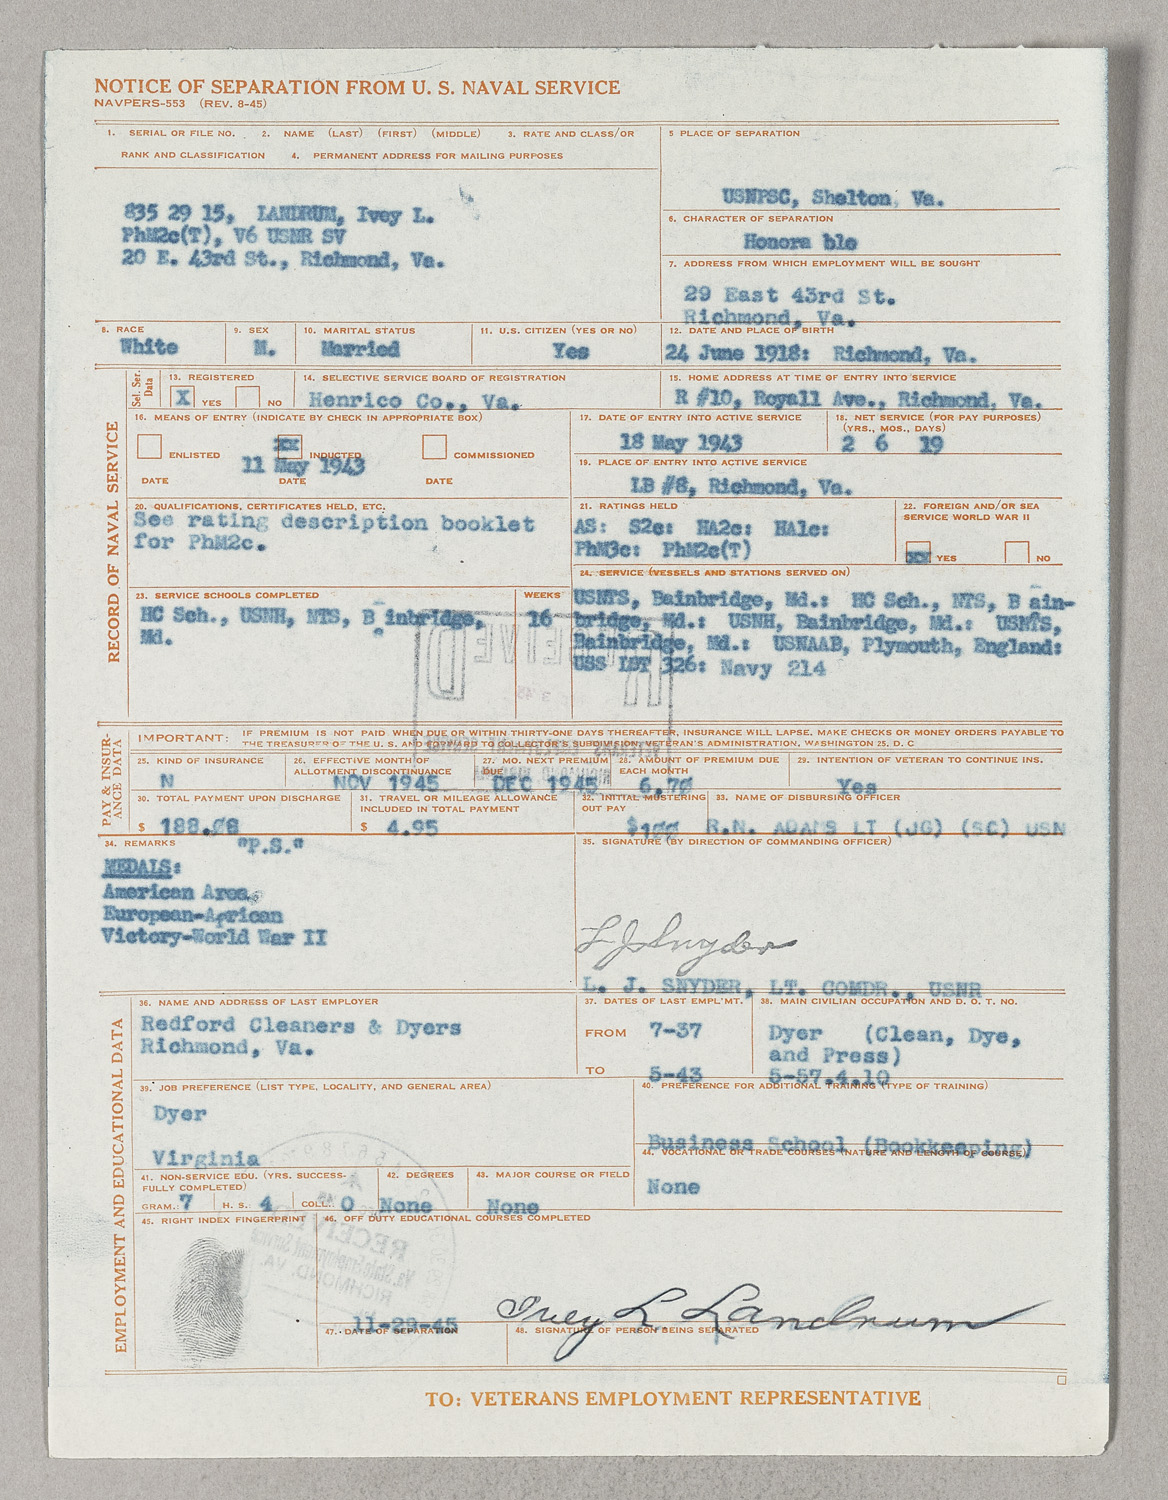 NOTICE OF SEPARATION FROM U. S. NAVAL SERVICE
NAVPERS-553 (REV. 8-45)
1. SERIAL OR FILE NO. 2. NAME (LAST) (FIRST) (MIDDLE) 3. RATE AND CLASS/OR
RANK AND CLASSIFICATION 4. PERMANENT ADDRESS FOR MAILING PURPOSES
835 29 15, LANDRUM, Ivey L.
PhM2c(T), V6 USNR SV
20 E. 43rd St., Richmond, Va.
5 PLACE OF SEPARATION
USNPSC, Shelton, Va.
6. CHARACTER OF SEPARATION
Honora ble
7. ADDRESS FROM WHICH EMPLOYMENT WILL BE SOUGHT
29 East 43rd St.
Richmond, Va.
8. RACE
White
9. SEX
M.
10. MARITAL STATUS
Married
11. U.S. CITIZEN (YES OR NO)
Yes
12. DATE AND PLACE OF BIRTH
24 June 1918: Richmond, Va.
Sel. Ser. Data
13. REGISTERED
X YES NO
14. SELECTIVE SERVICE BOARD OF REGISTRATION
Henrico Co., Va.
15. HOME ADDRESS AT TIME OF ENTRY INTO SERVICE
R #10, Royall Ave., Richmond, Va.
RECORD OF NAVAL SERVICE
16. MEANS OF ENTRY (INDICATE BY CHECK IN APPROPRIATE BOX)
ENLISTED XX INDUCTED COMMISSIONED
11 May 1943
DATE DATE DATE
17. DATE OF ENTRY INTO ACTIVE SERVICE
18 May 1943
18. NET SERVICE (FOR PAY PURPOSES)
(YRS., MOS., DAYS)
2 6 19
19. PLACE OF ENTRY INTO ACTIVE SERVICE
LB #8, Richmond, Va.
20. QUALIFICATIONS, CERTIFICATES HELD, ETC.
See rating description booklet
for PhM2c.
21. RATINGS HELD
AS: S2c: HA2c: HA1c:
PhM3c: PhM2c(T)
22. FOREIGN AND/OR SEA
SERVICE WORLD WAR II
XX YES NO
23. SERVICE SCHOOLS COMPLETED
WEEKS
HC Sch., USNH, NTS, Bainbridge, 16
Md.
24. SERVICE (VESSELS AND STATIONS SERVED ON)
USNTS, Bainbridge, Md.: HC Sch., NTS, Bain-
bridge, Md.: USNH, Bainbridge, Md.: USNTS,
Bainbridge, Md.: USNAAB, Plymouth, England:
USS LST 326: Navy 214
RECEIVED
PAY & INSURANCE DATA
IMPORTANT: IF PREMIUM IS NOT PAID WHEN DUE OR WITHIN THIRTY-ONE DAYS THEREAFTER, INSURANCE WILL LAPSE. MAKE CHECKS OR MONEY ORDERS PAYABLE TO
THE TREASURER OF THE U. S. AND FORWARD TO COLLECTOR'S SUBDIVISION, VETERAN'S ADMINISTRATION, WASHINGTON 25, D. C
25. KIND OF INSURANCE
N
26. EFFECTIVE MONTH OF
ALLOTMENT DISCONTINUANCE
NOV 1945
27. MO. NEXT PREMIUM
DUE
DEC 1945
28. AMOUNT OF PREMIUM DUE
EACH MONTH
6.70
29. INTENTION OF VETERAN TO CONTINUE INS.
Yes
30. TOTAL PAYMENT UPON DISCHARGE
$ 188.08
31. TRAVEL OR MILEAGE ALLOWANCE
INCLUDED IN TOTAL PAYMENT
$ 4.95
32. INITIAL MUSTERING
OUT PAY
$100
33. NAME OF DISBURSING OFFICER
R.N. ADAMS LT (JG) (SC) USN
34. REMARKS "P.S."
MEDALS:
American Area
European-African
Victory-World War II
35. SIGNATURE (BY DIRECTION OF COMMANDING OFFICER)
L J Snyder
L. J. SNYDER, LT. COMDR., USNR
EMPLOYMENT AND EDUCATIONAL DATA
36. NAME AND ADDRESS OF LAST EMPLOYER
Redford Cleaners & Dyers
Richmond, Va.
37. DATES OF LAST EMPL'MT.
FROM 7-37
TO 5-43
38. MAIN CIVILIAN OCCUPATION AND D. O. T. NO.
Dyer (Clean, Dye,
and Press)
5-57.4.10
39. JOB PREFERENCE (LIST TYPE, LOCALITY, AND GENERAL AREA)
Dyer
Virginia
40. PREFERENCE FOR ADDITIONAL TRAINING (TYPE OF TRAINING)
Business School (Bookkeeping)
41. NON-SERVICE EDU. (YRS. SUCCESS-
FULLY COMPLETED)
GRAM.: 7 H. S.: 4 COLL.: 0
42. DEGREES
None
43. MAJOR COURSE OR FIELD
None
44. VOCATIONAL OR TRADE COURSES (NATURE AND LENGTH OF COURSE)
None
45. RIGHT INDEX FINGERPRINT
46. OFF DUTY EDUCATIONAL COURSES COMPLETED
RECEIVED
Va. State Employment Service
RICHMOND, VA.
11-29-45
47. DATE OF SEPARATION
Ivey L. Landrum
48. SIGNATURE OF PERSON BEING SEPARATED
TO: VETERANS EMPLOYMENT REPRESENTATIVE